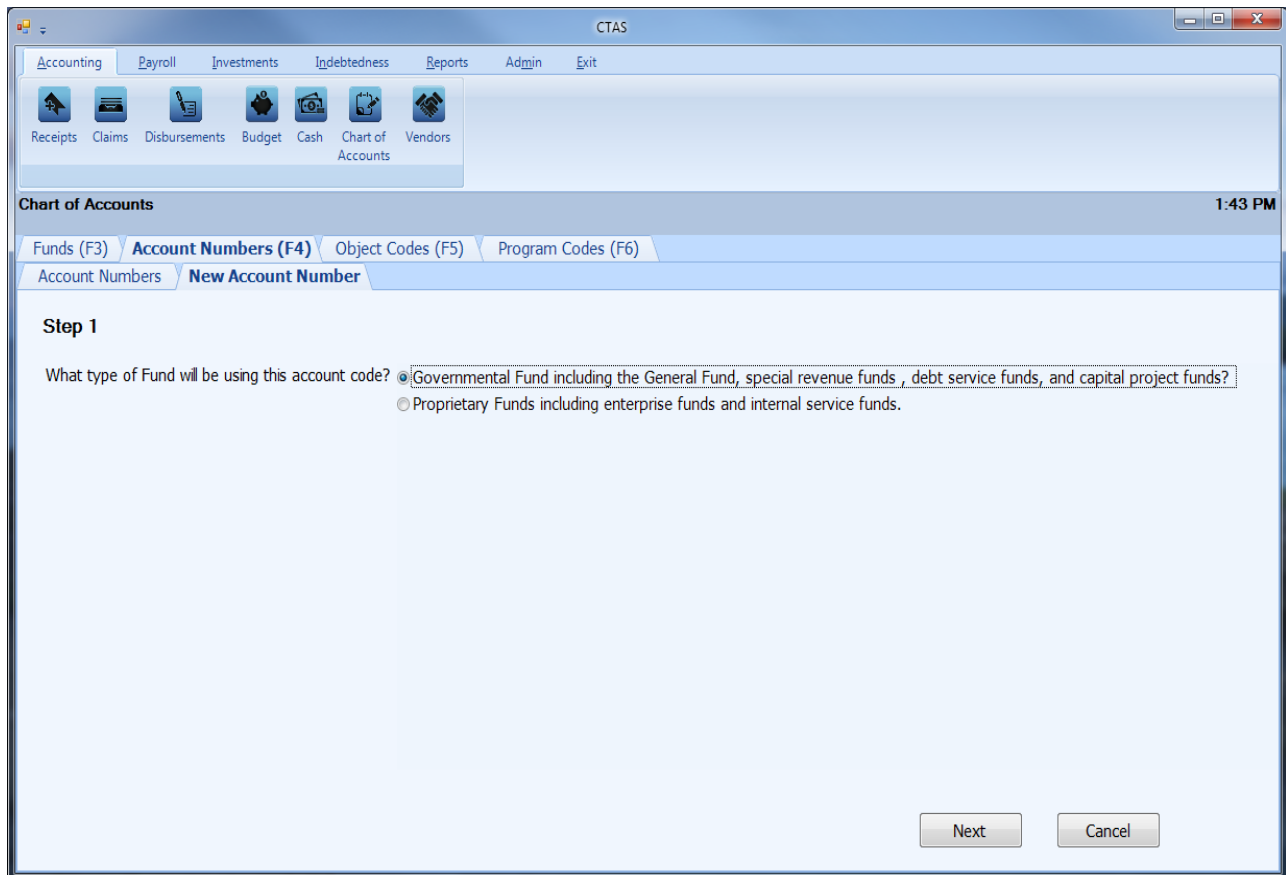 CTAS
Accounting Payroll Investments Indebtedness Reports Admin Exit
Receipts Claims Disbursements Budget Cash Chart of Accounts Vendors
Chart of Accounts 1:43 PM
Funds (F3) Account Numbers (F4) Object Codes (F5) Program Codes (F6)
Account Numbers New Account Number
Step 1
What type of Fund will be using this account code? Governmental Fund including the General Fund, special revenue funds , debt service funds, and capital project funds?
Proprietary Funds including enterprise funds and internal service funds.
Next Cancel